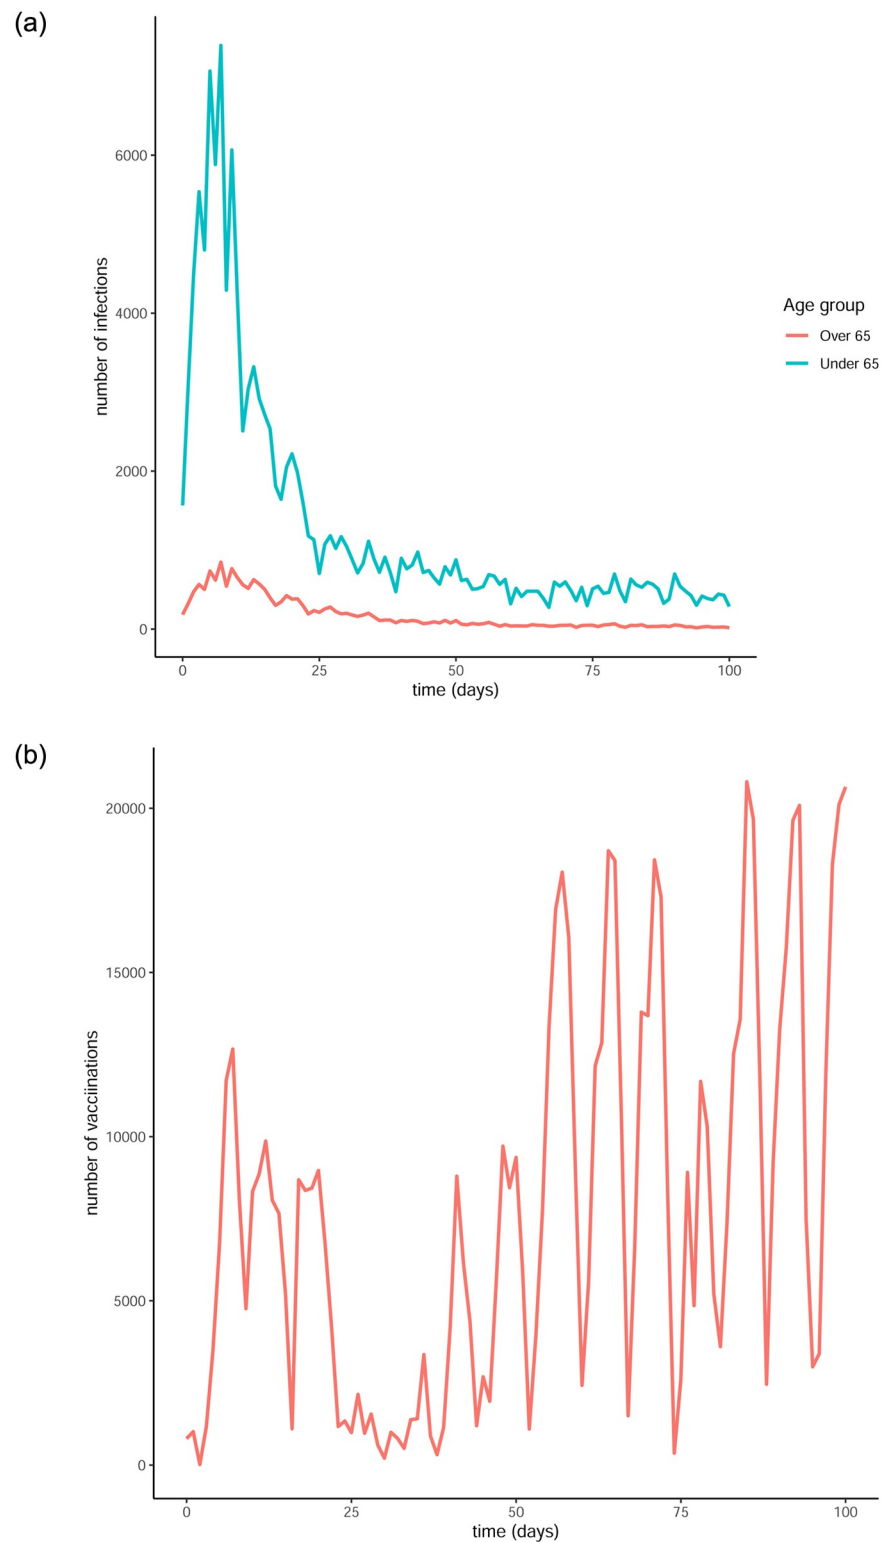 (a)
6000
4000
2000
0
number of infections
0 25 50 75 100
time (days)
Age group
Over 65
Under 65
(b)
20000
15000
10000
5000
0
number of vacciinations
0 25 50 75 100
time (days)